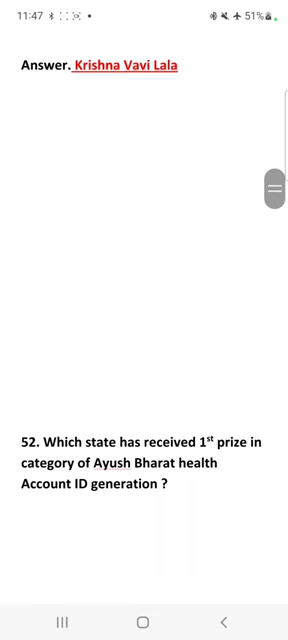 11:47
51%
Answer. Krishna Vavi Lala
52. Which state has received 1st prize in
category of Ayush Bharat health
Account ID generation ?